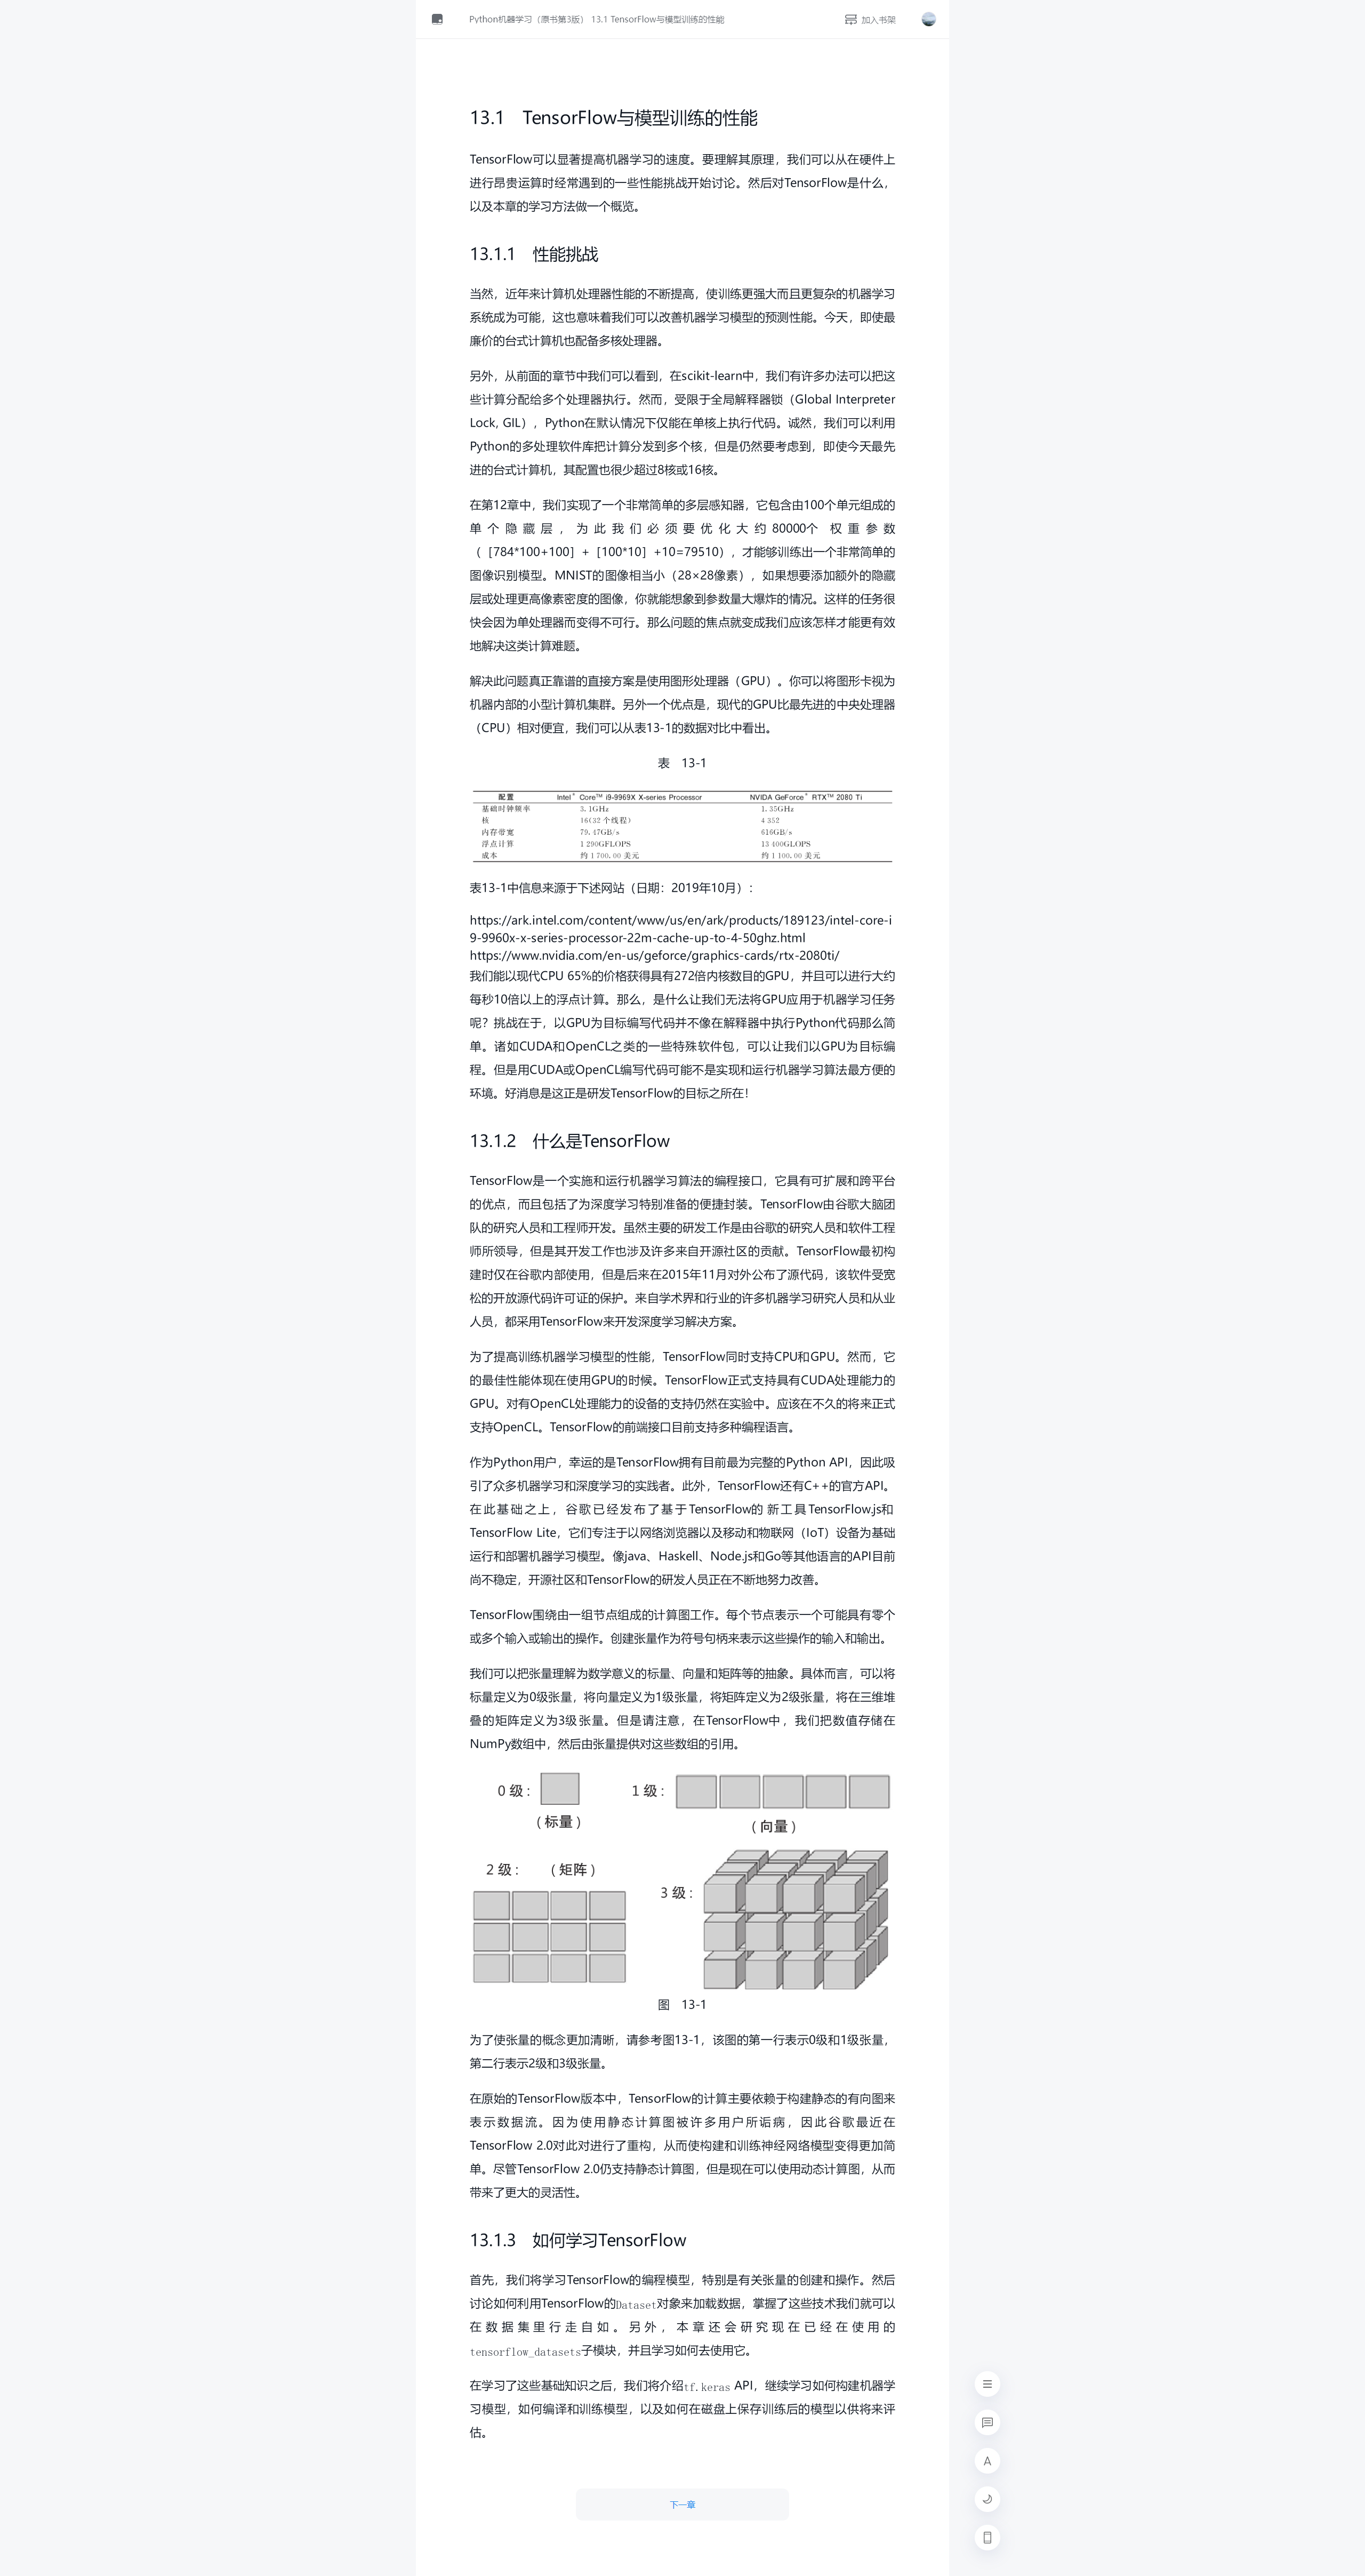 Python机器学习（原书第3版） 13.1 TensorFlow与模型训练的性能
加入书架
13.1 TensorFlow与模型训练的性能
TensorFlow可以显著提高机器学习的速度。要理解其原理，我们可以从在硬件上
进行昂贵运算时经常遇到的一些性能挑战开始讨论。然后对TensorFlow是什么，
以及本章的学习方法做一个概览。
13.1.1 性能挑战
当然，近年来计算机处理器性能的不断提高，使训练更强大而且更复杂的机器学习
系统成为可能，这也意味着我们可以改善机器学习模型的预测性能。今天，即使最
廉价的台式计算机也配备多核处理器。
另外，从前面的章节中我们可以看到，在scikit-learn中，我们有许多办法可以把这
些计算分配给多个处理器执行。然而，受限于全局解释器锁（Global Interpreter
Lock, GIL），Python在默认情况下仅能在单核上执行代码。诚然，我们可以利用
Python的多处理软件库把计算分发到多个核，但是仍然要考虑到，即使今天最先
进的台式计算机，其配置也很少超过8核或16核。
在第12章中，我们实现了一个非常简单的多层感知器，它包含由100个单元组成的
单个隐藏层，为此我们必须要优化大约80000个 权重参数
（［784*100+100］+［100*10］+10=79510），才能够训练出一个非常简单的
图像识别模型。MNIST的图像相当小（28×28像素），如果想要添加额外的隐藏
层或处理更高像素密度的图像，你就能想象到参数量大爆炸的情况。这样的任务很
快会因为单处理器而变得不可行。那么问题的焦点就变成我们应该怎样才能更有效
地解决这类计算难题。
解决此问题真正靠谱的直接方案是使用图形处理器（GPU）。你可以将图形卡视为
机器内部的小型计算机集群。另外一个优点是，现代的GPU比最先进的中央处理器
（CPU）相对便宜，我们可以从表13-1的数据对比中看出。
表 13-1
配置 Intel® Core™ i9-9969X X-series Processor NVIDA GeForce® RTX™ 2080 Ti
基础时钟频率 3.1GHz 1.35GHz
核 16(32 个线程) 4 352
内存带宽 79.47GB/s 616GB/s
浮点计算 1 290GFLOPS 13 400GLOPS
成本 约 1 700.00 美元 约 1 100.00 美元
表13-1中信息来源于下述网站（日期：2019年10月）：
https://ark.intel.com/content/www/us/en/ark/products/189123/intel-core-i
9-9960x-x-series-processor-22m-cache-up-to-4-50ghz.html
https://www.nvidia.com/en-us/geforce/graphics-cards/rtx-2080ti/
我们能以现代CPU 65%的价格获得具有272倍内核数目的GPU，并且可以进行大约
每秒10倍以上的浮点计算。那么，是什么让我们无法将GPU应用于机器学习任务
呢？挑战在于，以GPU为目标编写代码并不像在解释器中执行Python代码那么简
单。诸如CUDA和OpenCL之类的一些特殊软件包，可以让我们以GPU为目标编
程。但是用CUDA或OpenCL编写代码可能不是实现和运行机器学习算法最方便的
环境。好消息是这正是研发TensorFlow的目标之所在！
13.1.2 什么是TensorFlow
TensorFlow是一个实施和运行机器学习算法的编程接口，它具有可扩展和跨平台
的优点，而且包括了为深度学习特别准备的便捷封装。TensorFlow由谷歌大脑团
队的研究人员和工程师开发。虽然主要的研发工作是由谷歌的研究人员和软件工程
师所领导，但是其开发工作也涉及许多来自开源社区的贡献。TensorFlow最初构
建时仅在谷歌内部使用，但是后来在2015年11月对外公布了源代码，该软件受宽
松的开放源代码许可证的保护。来自学术界和行业的许多机器学习研究人员和从业
人员，都采用TensorFlow来开发深度学习解决方案。
为了提高训练机器学习模型的性能，TensorFlow同时支持CPU和GPU。然而，它
的最佳性能体现在使用GPU的时候。TensorFlow正式支持具有CUDA处理能力的
GPU。对有OpenCL处理能力的设备的支持仍然在实验中。应该在不久的将来正式
支持OpenCL。TensorFlow的前端接口目前支持多种编程语言。
作为Python用户，幸运的是TensorFlow拥有目前最为完整的Python API，因此吸
引了众多机器学习和深度学习的实践者。此外，TensorFlow还有C++的官方API。
在此基础之上，谷歌已经发布了基于TensorFlow的 新工具TensorFlow.js和
TensorFlow Lite，它们专注于以网络浏览器以及移动和物联网（IoT）设备为基础
运行和部署机器学习模型。像java、Haskell、Node.js和Go等其他语言的API目前
尚不稳定，开源社区和TensorFlow的研发人员正在不断地努力改善。
TensorFlow围绕由一组节点组成的计算图工作。每个节点表示一个可能具有零个
或多个输入或输出的操作。创建张量作为符号句柄来表示这些操作的输入和输出。
我们可以把张量理解为数学意义的标量、向量和矩阵等的抽象。具体而言，可以将
标量定义为0级张量，将向量定义为1级张量，将矩阵定义为2级张量，将在三维堆
叠的矩阵定义为3级张量。但是请注意，在TensorFlow中，我们把数值存储在
NumPy数组中，然后由张量提供对这些数组的引用。
0 级： 1 级：
（标量） （向量）
2 级： （矩阵）
3 级：
图 13-1
为了使张量的概念更加清晰，请参考图13-1，该图的第一行表示0级和1级张量，
第二行表示2级和3级张量。
在原始的TensorFlow版本中，TensorFlow的计算主要依赖于构建静态的有向图来
表示数据流。因为使用静态计算图被许多用户所诟病，因此谷歌最近在
TensorFlow 2.0对此对进行了重构，从而使构建和训练神经网络模型变得更加简
单。尽管TensorFlow 2.0仍支持静态计算图，但是现在可以使用动态计算图，从而
带来了更大的灵活性。
13.1.3 如何学习TensorFlow
首先，我们将学习TensorFlow的编程模型，特别是有关张量的创建和操作。然后
讨论如何利用TensorFlow的Dataset对象来加载数据，掌握了这些技术我们就可以
在数据集里行走自如。另外，本章还会研究现在已经在使用的
tensorflow_datasets子模块，并且学习如何去使用它。
在学习了这些基础知识之后，我们将介绍tf.keras API，继续学习如何构建机器学
习模型，如何编译和训练模型，以及如何在磁盘上保存训练后的模型以供将来评
估。
下一章
A